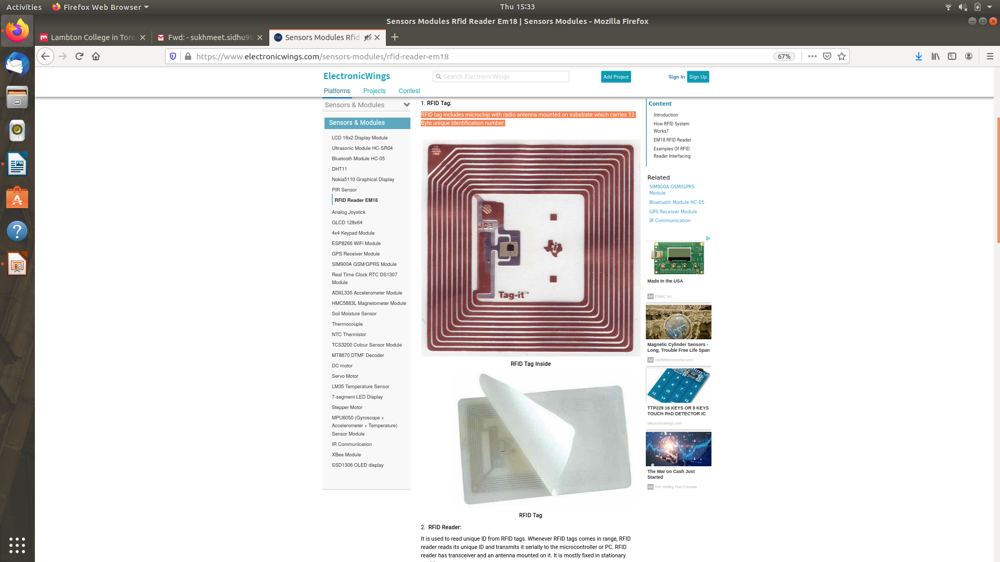 Activities
Firefox Web Browser
Thu 15:33
Sensors Modules Rfid Reader Em18 | Sensors Modules - Mozilla Firefox
Lambton College in Toro
Fwd: - sukhmeet.sidhu96
Sensors Modules Rfid
https://www.electronicwings.com/sensors-modules/rfid-reader-em18
67%
ElectronicWings
Search ElectronicWings
Add Project
Sign In
Sign Up
Platforms
Projects
Contest
Sensors & Modules
Sensors & Modules
LCD 16x2 Display Module
Ultrasonic Module HC-SR04
Bluetooth Module HC-05
DHT11
Nokia5110 Graphical Display
PIR Sensor
RFID Reader EM18
Analog Joystick
GLCD 128x64
4x4 Keypad Module
ESP8266 WiFi Module
GPS Receiver Module
SIM900A GSM/GPRS Module
Real Time Clock RTC DS1307
Module
ADXL335 Accelerometer Module
HMC5883L Magnetometer Module
Soil Moisture Sensor
Thermocouple
NTC Thermistor
TCS3200 Colour Sensor Module
MT8870 DTMF Decoder
DC motor
Servo Motor
LM35 Temperature Sensor
7-segment LED Display
Stepper Motor
MPU6050 (Gyroscope +
Accelerometer + Temperature)
Sensor Module
IR Communication
XBee Module
SSD1306 OLED display
1. RFID Tag:
RFID tag includes microchip with radio antenna mounted on substrate which carries 12
Byte unique Identification number.
Tag-it™
RFID Tag Inside
RFID Tag
2. RFID Reader:
It is used to read unique ID from RFID tags. Whenever RFID tags comes in range, RFID
reader reads its unique ID and transmits it serially to the microcontroller or PC. RFID
reader has transceiver and an antenna mounted on it. It is mostly fixed in stationary
Content
Introduction
How RFID System
Works?
EM18 RFID Reader
Examples Of RFID
Reader Interfacing
Related
SIM900A GSM/GPRS
Module
Bluetooth Module HC-05
GPS Receiver Module
IR Communication
Made in the USA
Ad EMAC Inc.
Magnetic Cylinder Sensors -
Long, Trouble Free Life Span
Ad canfieldconnector.com
TTP229 16 KEYS OR 8 KEYS
TOUCH PAD DETECTOR IC
electronicwings.com
The War on Cash Just
Started
Ad The Motley Fool Canada